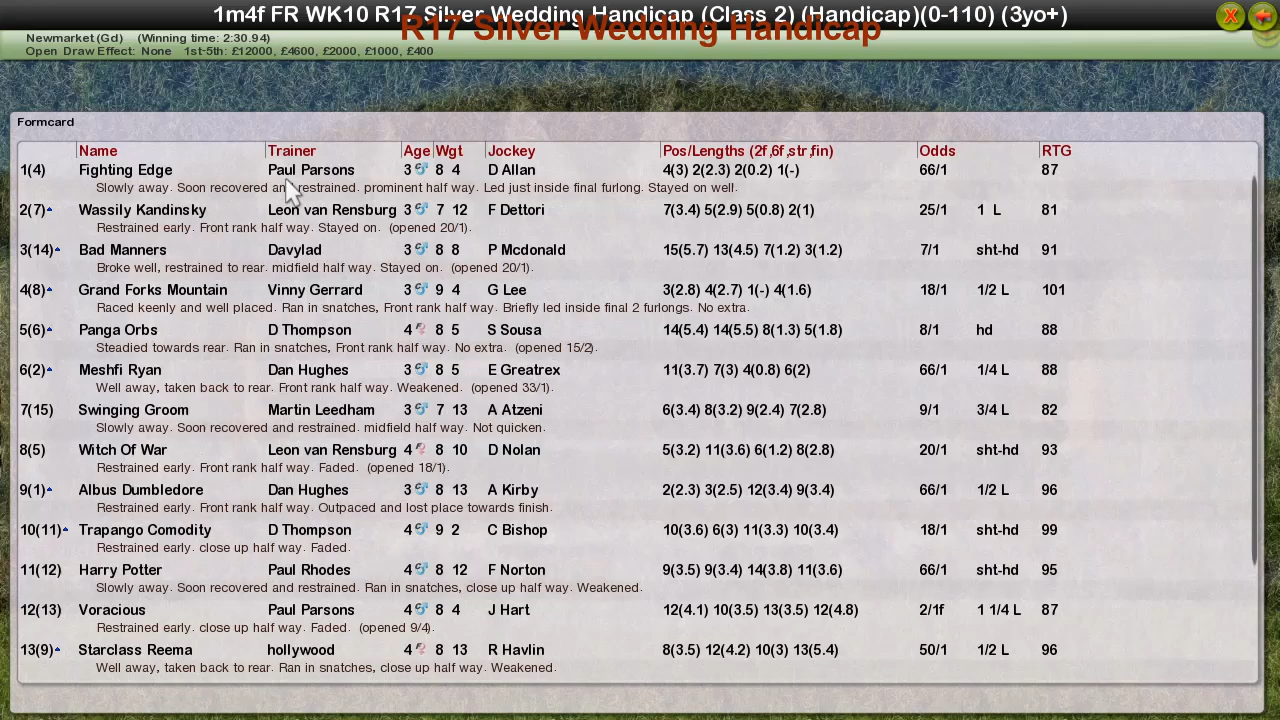 1m4f FR WK10 R17 Silver Wedding Handicap (Class 2) (Handicap)(0-110) (3yo+)
R17 Silver Wedding Handicap
Newmarket(Gd) (Winning time: 2:30.94)
Open Draw Effect: None 1st-5th: £12000, £4600, £2000, £1000, £400
Formcard
Name Trainer Age Wgt Jockey Pos/Lengths (2f,6f,str,fin) Odds RTG
1(4) Fighting Edge Paul Parsons 3 8 4 D Allan 4(3) 2(2.3) 2(0.2) 1(-) 66/1 87
Slowly away. Soon recovered and restrained. prominent half way. Led just inside final furlong. Stayed on well.
2(7) Wassily Kandinsky Leon van Rensburg 3 7 12 F Dettori 7(3.4) 5(2.9) 5(0.8) 2(1) 25/1 1 L 81
Restrained early. Front rank half way. Stayed on. (opened 20/1).
3(14) Bad Manners Davylad 3 8 8 P Mcdonald 15(5.7) 13(4.5) 7(1.2) 3(1.2) 7/1 sht-hd 91
Broke well, restrained to rear. midfield half way. Stayed on. (opened 20/1).
4(8) Grand Forks Mountain Vinny Gerrard 3 9 4 G Lee 3(2.8) 4(2.7) 1(-) 4(1.6) 18/1 1/2 L 101
Raced keenly and well placed. Ran in snatches, Front rank half way. Briefly led inside final 2 furlongs. No extra.
5(6) Panga Orbs D Thompson 4 8 5 S Sousa 14(5.4) 14(5.5) 8(1.3) 5(1.8) 8/1 hd 88
Steadied towards rear. Ran in snatches, Front rank half way. No extra. (opened 15/2).
6(2) Meshfi Ryan Dan Hughes 3 8 5 E Greatrex 11(3.7) 7(3) 4(0.8) 6(2) 66/1 1/4 L 88
Well away, taken back to rear. Front rank half way. Weakened. (opened 33/1).
7(15) Swinging Groom Martin Leedham 3 7 13 A Atzeni 6(3.4) 8(3.2) 9(2.4) 7(2.8) 9/1 3/4 L 82
Slowly away. Soon recovered and restrained. midfield half way. Not quicken.
8(5) Witch Of War Leon van Rensburg 4 8 10 D Nolan 5(3.2) 11(3.6) 6(1.2) 8(2.8) 20/1 sht-hd 93
Restrained early. Front rank half way. Faded. (opened 18/1).
9(1) Albus Dumbledore Dan Hughes 3 8 13 A Kirby 2(2.3) 3(2.5) 12(3.4) 9(3.4) 66/1 1/2 L 96
Restrained early. Front rank half way. Outpaced and lost place towards finish.
10(11) Trapango Comodity D Thompson 4 9 2 C Bishop 10(3.6) 6(3) 11(3.3) 10(3.4) 18/1 sht-hd 99
Restrained early. close up half way. Faded.
11(12) Harry Potter Paul Rhodes 4 8 12 F Norton 9(3.5) 9(3.4) 14(3.8) 11(3.6) 66/1 sht-hd 95
Slowly away. Soon recovered and restrained. Ran in snatches, close up half way. Weakened.
12(13) Voracious Paul Parsons 4 8 4 J Hart 12(4.1) 10(3.5) 13(3.5) 12(4.8) 2/1f 1 1/4 L 87
Restrained early. close up half way. Faded. (opened 9/4).
13(9) Starclass Reema hollywood 4 8 13 R Havlin 8(3.5) 12(4.2) 10(3) 13(5.4) 50/1 1/2 L 96
Well away, taken back to rear. Ran in snatches, close up half way. Weakened.